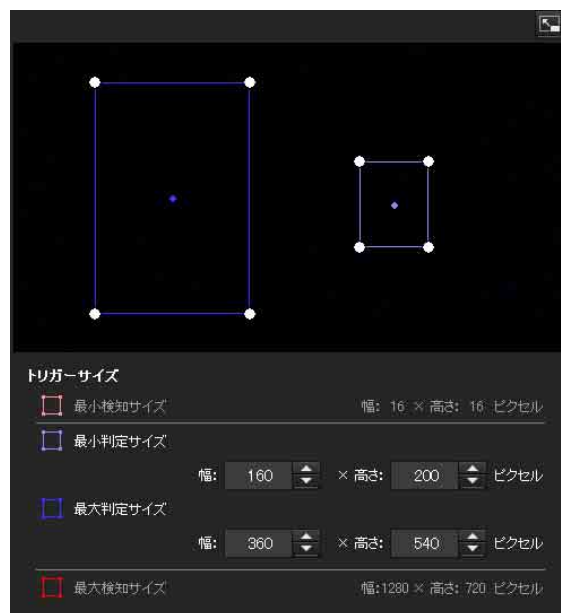 トリガーサイズ
最小検知サイズ 幅: 16 × 高さ: 16 ピクセル
最小判定サイズ
幅: 160 × 高さ: 200 ピクセル
最大判定サイズ
幅: 360 × 高さ: 540 ピクセル
最大検知サイズ 幅:1280 × 高さ: 720 ピクセル